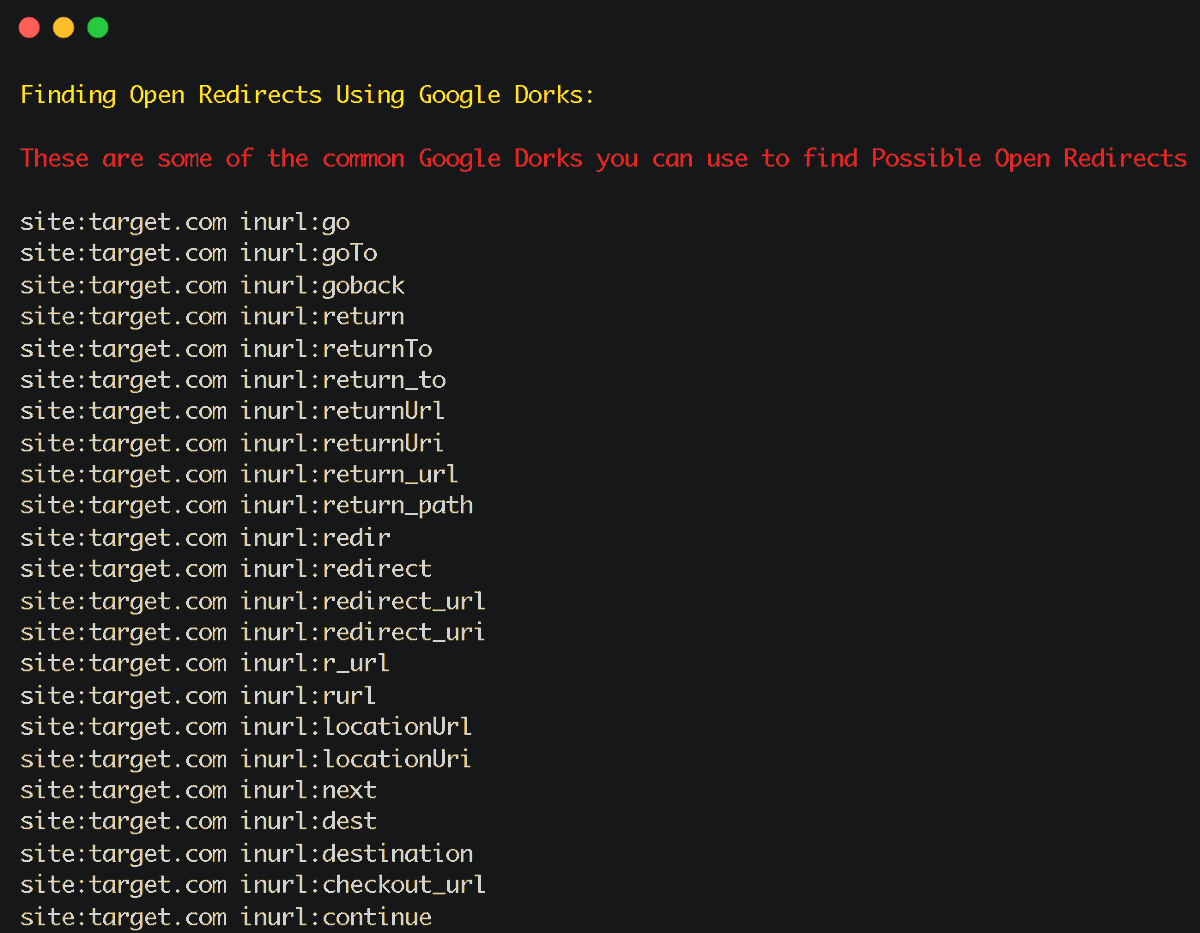 Finding Open Redirects Using Google Dorks:
These are some of the common Google Dorks you can use to find Possible Open Redirects
site:target.com inurl:go
site:target.com inurl:goTo
site:target.com inurl:goback
site:target.com inurl:return
site:target.com inurl:returnTo
site:target.com inurl:return_to
site:target.com inurl:returnUrl
site:target.com inurl:returnUri
site:target.com inurl:return_url
site:target.com inurl:return_path
site:target.com inurl:redir
site:target.com inurl:redirect
site:target.com inurl:redirect_url
site:target.com inurl:redirect_uri
site:target.com inurl:r_url
site:target.com inurl:rurl
site:target.com inurl:locationUrl
site:target.com inurl:locationUri
site:target.com inurl:next
site:target.com inurl:dest
site:target.com inurl:destination
site:target.com inurl:checkout_url
site:target.com inurl:continue